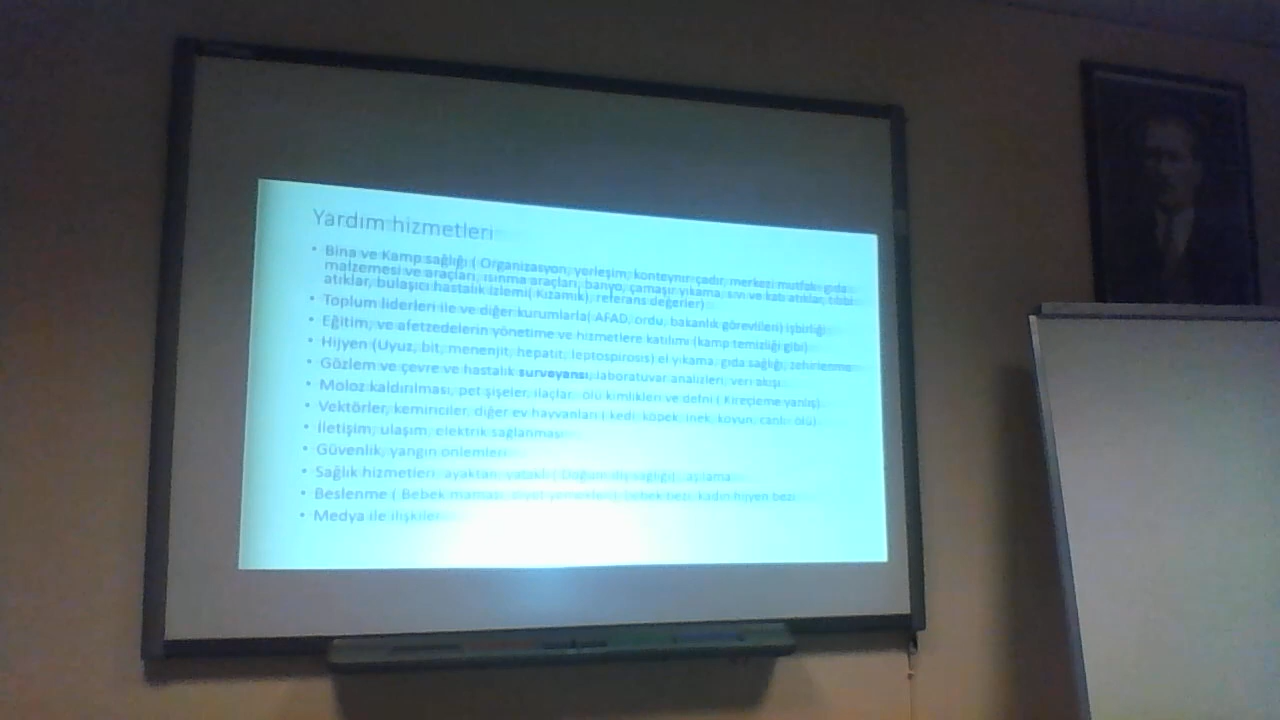 Yardım hizmetleri
• Bina ve Kamp sağlığı ( Organizasyon, yerleşim, konteynır çadır, merkezi mutfak gıda
malzemesi ve araçları, ısınma araçları, banyo, çamaşır yıkama, sıvı ve katı atıklar, tıbbi
atıklar, bulaşıcı hastalık izlemi( Kızamık), referans değerler)
• Toplum liderleri ile ve diğer kurumlarla( AFAD, ordu, bakanlık görevlileri) işbirliği
• Eğitim, ve afetzedelerin yönetime ve hizmetlere katılımı (kamp temizliği gibi)
• Hijyen (Uyuz, bit, menenjit, hepatit, leptospirosis) el yıkama, gıda sağlığı, zehirlenme
• Gözlem ve çevre ve hastalık surveyansı, laboratuvar analizleri, veri akışı
• Moloz kaldırılması, pet şişeler, ilaçlar ölü kimlikleri ve defni ( Kireçleme yanlış)
• Vektörler, keminciler, diğer ev hayvanları ( kedi, köpek, inek, koyun, canlı, ölü)
• İletişim, ulaşım, elektrik sağlanması
• Güvenlik, yangın önlemleri
• Sağlık hizmetleri, ayaktan, yataklı ( Doğum, diş sağlığı), aşılama
• Beslenme ( Bebek maması, diyet yemekleri), bebek bezi, kadın hijyen bezi
• Medya ile ilişkiler